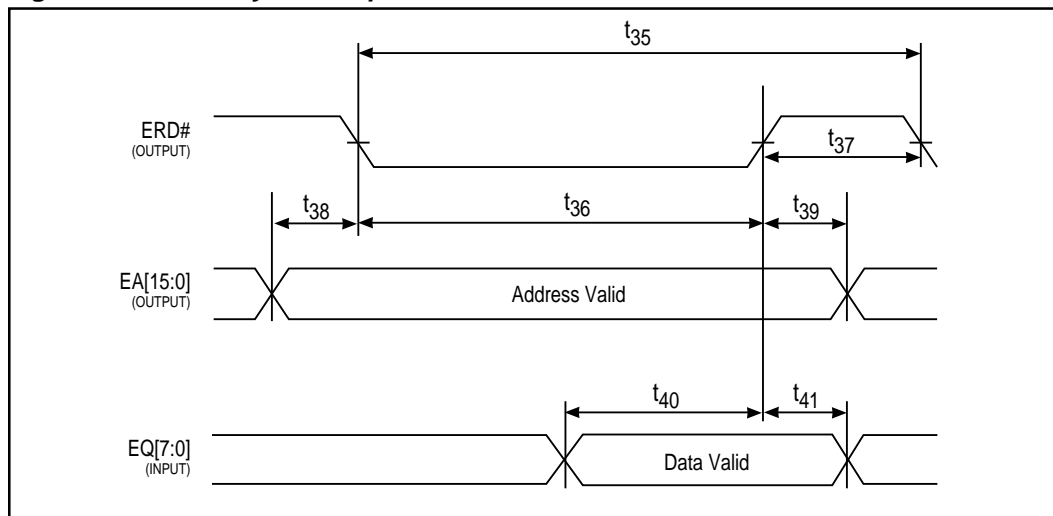 t35
ERD#
(OUTPUT)
t37
t38
t36
t39
EA[15:0]
(OUTPUT)
Address Valid
t40
t41
EQ[7:0]
(INPUT)
Data Valid